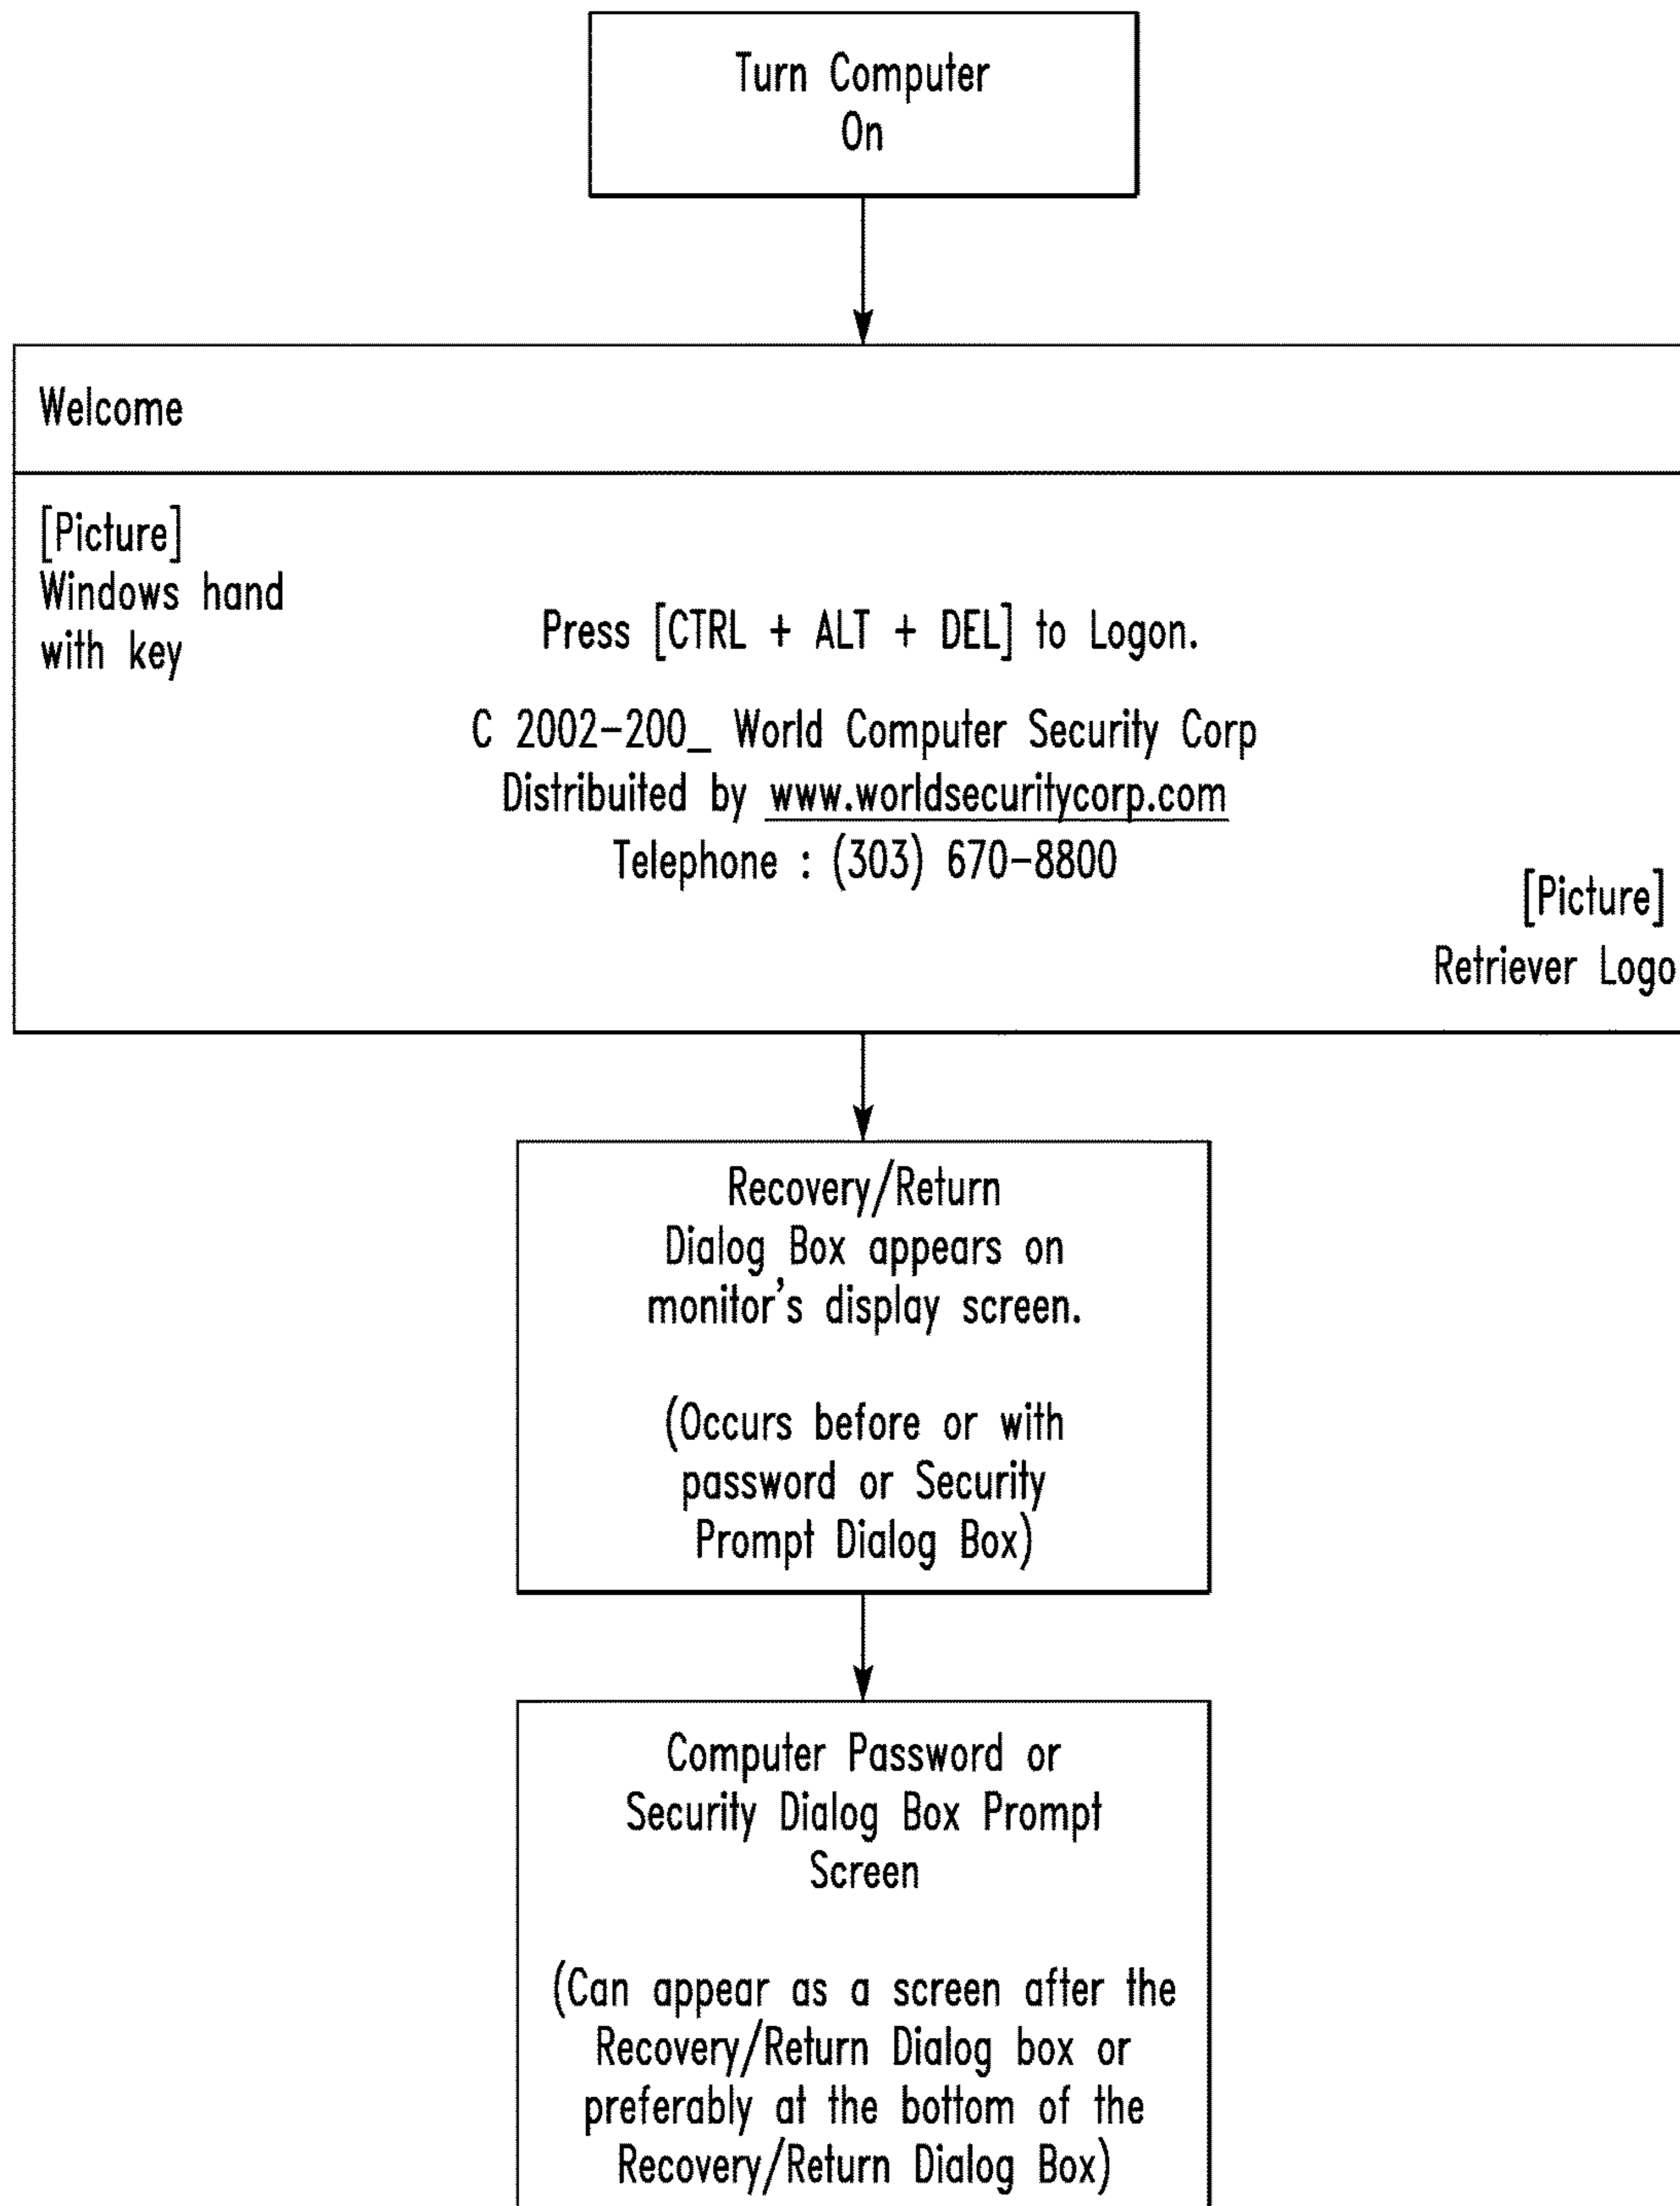 Turn Computer
On
Welcome
[Picture]
Windows hand
with key
Press [CTRL + ALT + DEL] to Logon.
C 2002-200_ World Computer Security Corp
Distribuited by www.worldsecuritycorp.com
Telephone : (303) 670-8800
[Picture]
Retriever Logo
Recovery/Return
Dialog Box appears on
monitor's display screen.
(Occurs before or with
password or Security
Prompt Dialog Box)
Computer Password or
Security Dialog Box Prompt
Screen
(Can appear as a screen after the
Recovery/Return Dialog box or
preferably at the bottom of the
Recovery/Return Dialog Box)